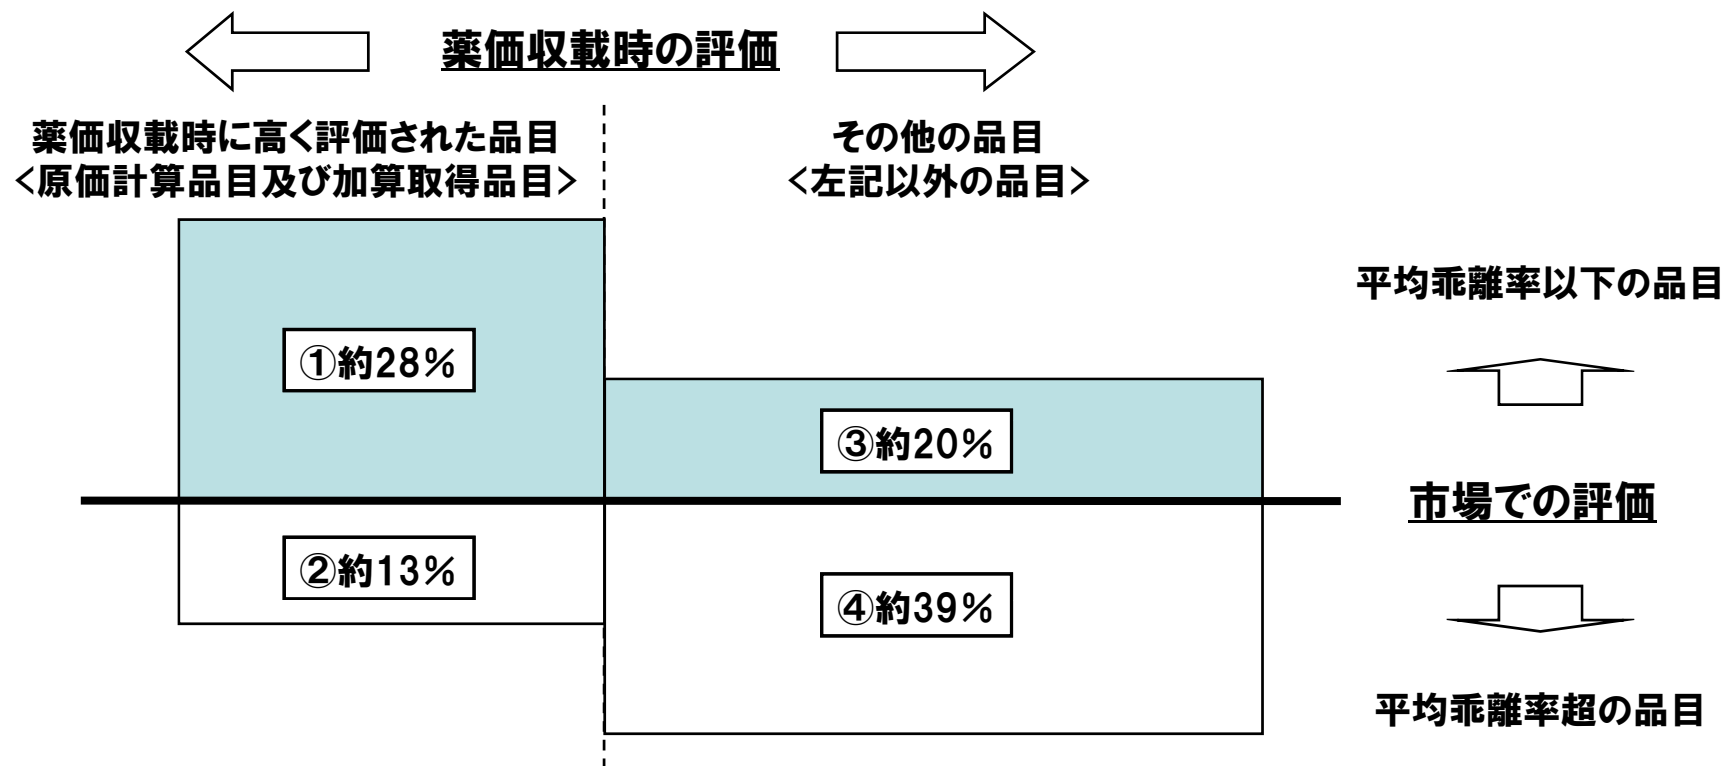 薬価収載時の評価
薬価収載時に高く評価された品目
<原価計算品目及び加算取得品目>
その他の品目
<左記以外の品目>
平均乖離率以下の品目
①約28%
③約20%
市場での評価
②約13%
④約39%
平均乖離率超の品目